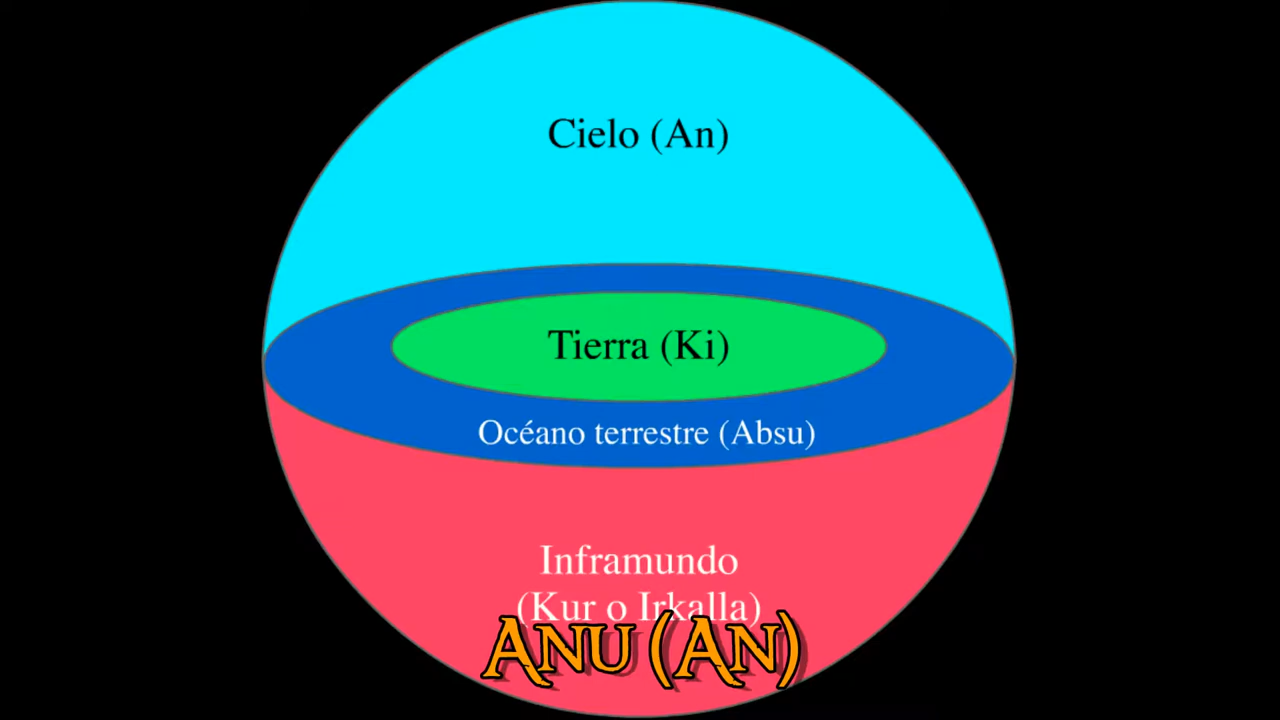 Cielo (An)
Tierra (Ki)
Océano terrestre (Absu)
Inframundo
(Kur o Irkalla)
Anu (An)